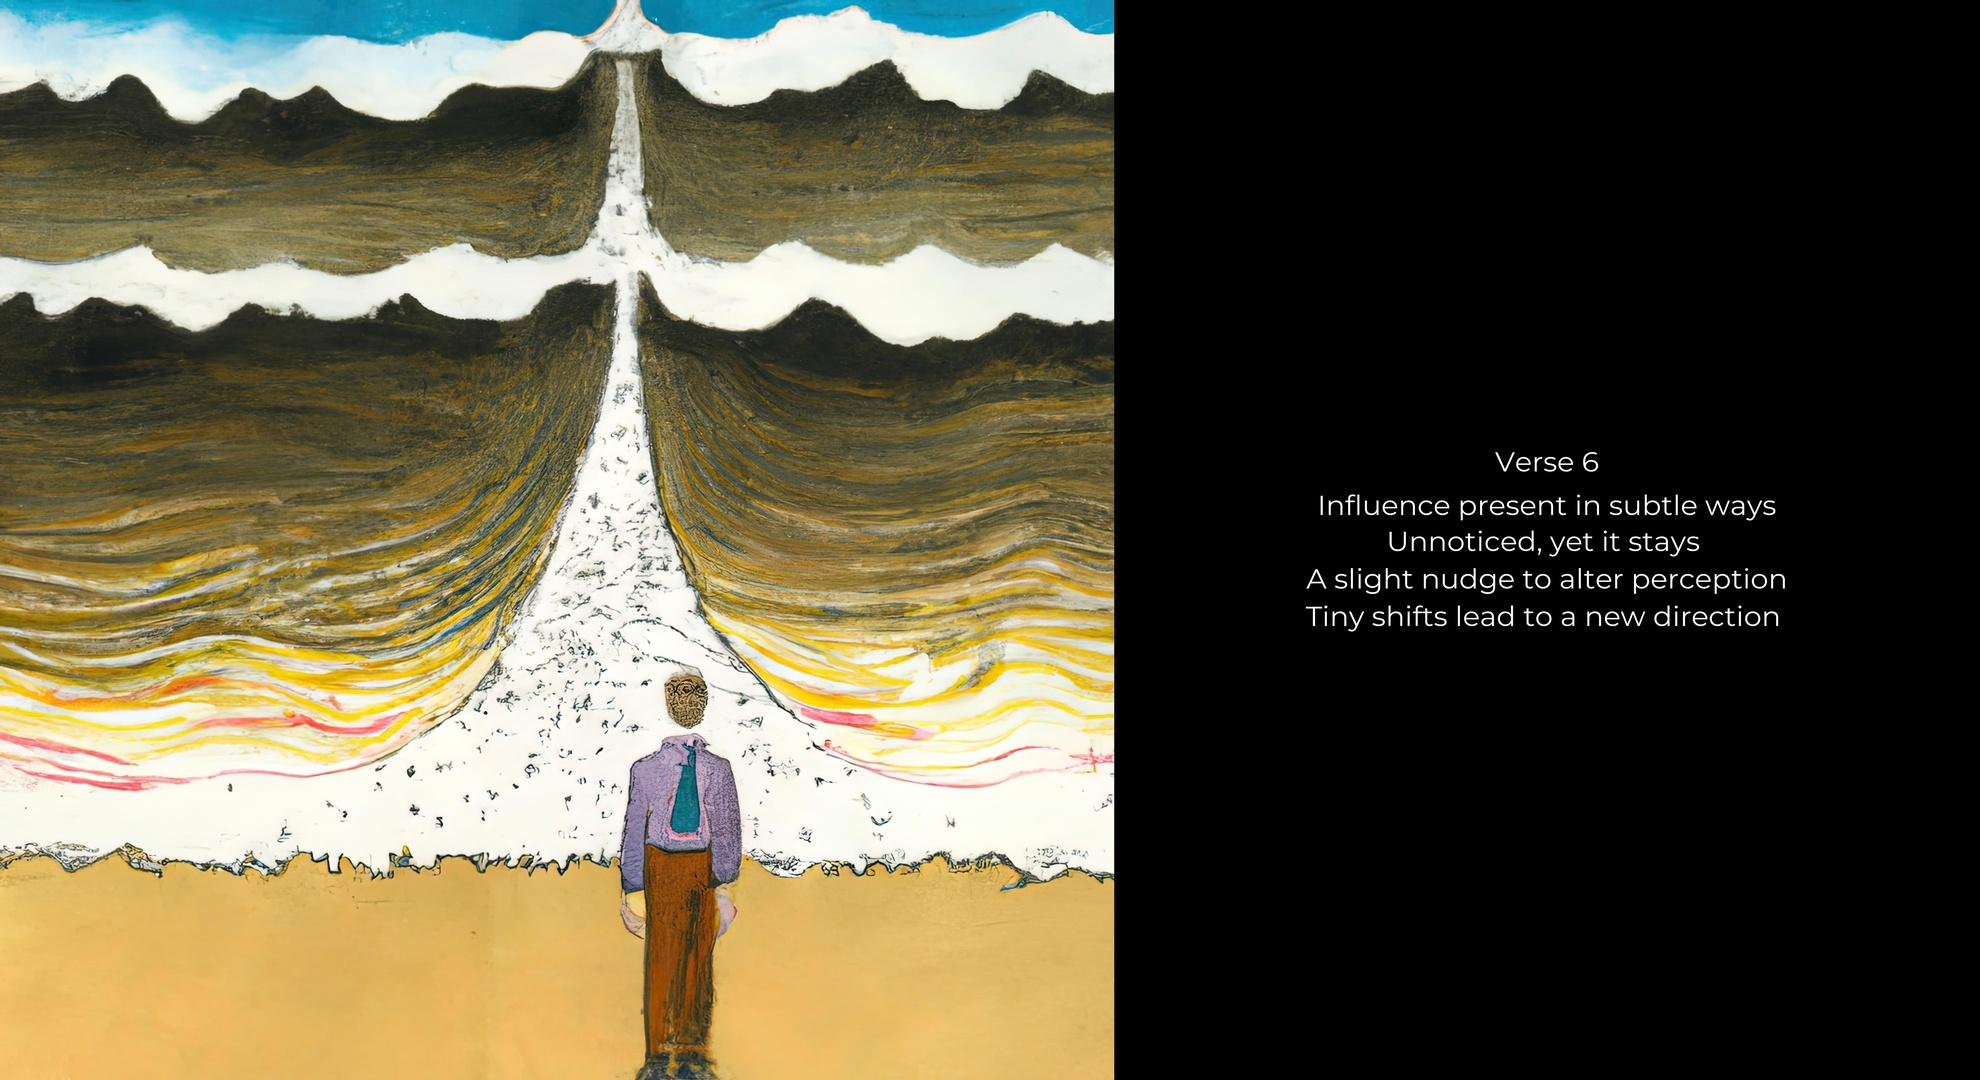 Verse 6
Influence present in subtle ways
Unnoticed, yet it stays
A slight nudge to alter perception
Tiny shifts lead to a new direction